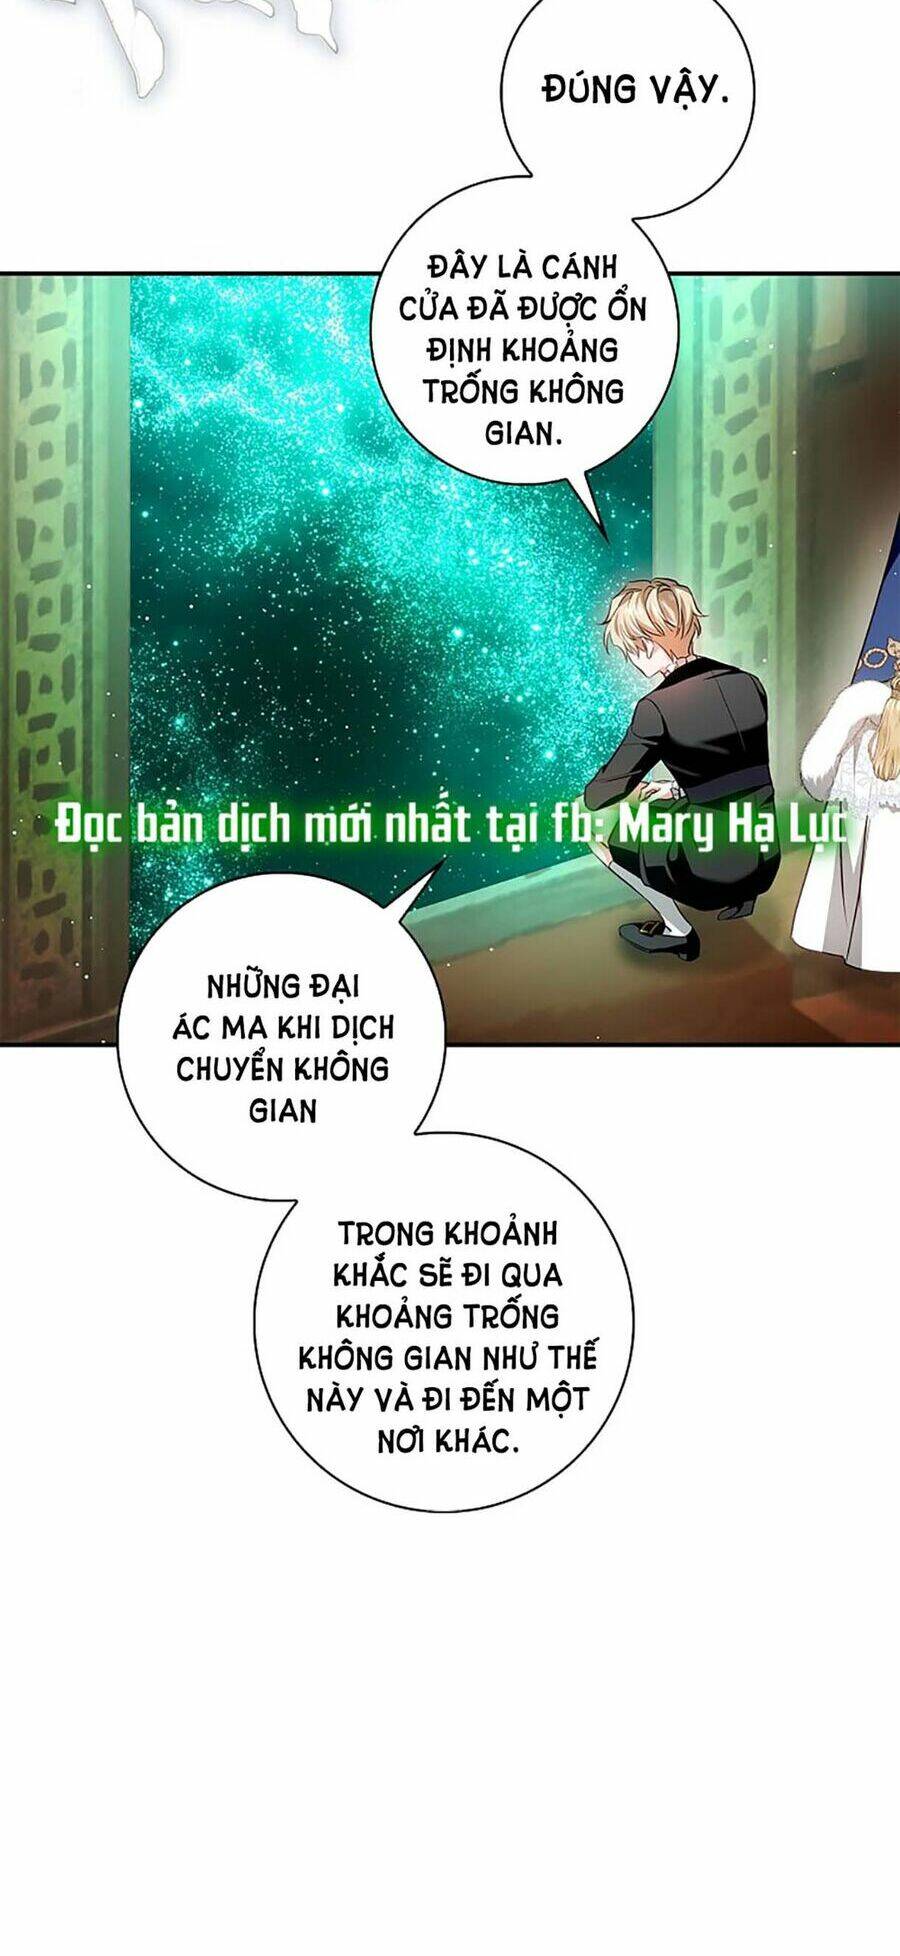 ĐÚNG VẬY.
ĐÂY LÀ CÁNH
CỬA ĐÃ ĐƯỢC ỔN
ĐỊNH KHOẢNG
TRỐNG KHÔNG
GIAN.
Đọc bản dịch mới nhất tại fb: Mary Hạ Lục
NHỮNG ĐẠI
ÁC MA KHI DỊCH
CHUYỂN KHÔNG
GIAN
TRONG KHOẢNH
KHẮC SẼ ĐI QUA
KHOẢNG TRỐNG
KHÔNG GIAN NHƯ THẾ
NÀY VÀ ĐI ĐẾN MỘT
NƠI KHÁC.